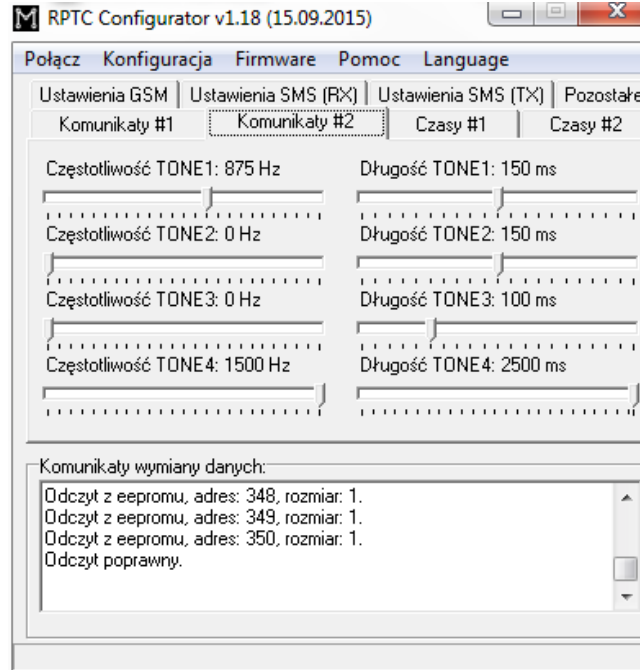 RPTC Configurator v1.18 (15.09.2015)
Połącz Konfiguracja Firmware Pomoc Language
Ustawienia GSM Ustawienia SMS (RX) Ustawienia SMS (TX) Pozostałe
Komunikaty #1 Komunikaty #2 Czasy #1 Czasy #2
Częstotliwość TONE1: 875 Hz Długość TONE1: 150 ms
Częstotliwość TONE2: 0 Hz Długość TONE2: 150 ms
Częstotliwość TONE3: 0 Hz Długość TONE3: 100 ms
Częstotliwość TONE4: 1500 Hz Długość TONE4: 2500 ms
Komunikaty wymiany danych:
Odczyt z eepromu, adres: 348, rozmiar: 1.
Odczyt z eepromu, adres: 349, rozmiar: 1.
Odczyt z eepromu, adres: 350, rozmiar: 1.
Odczyt poprawny.